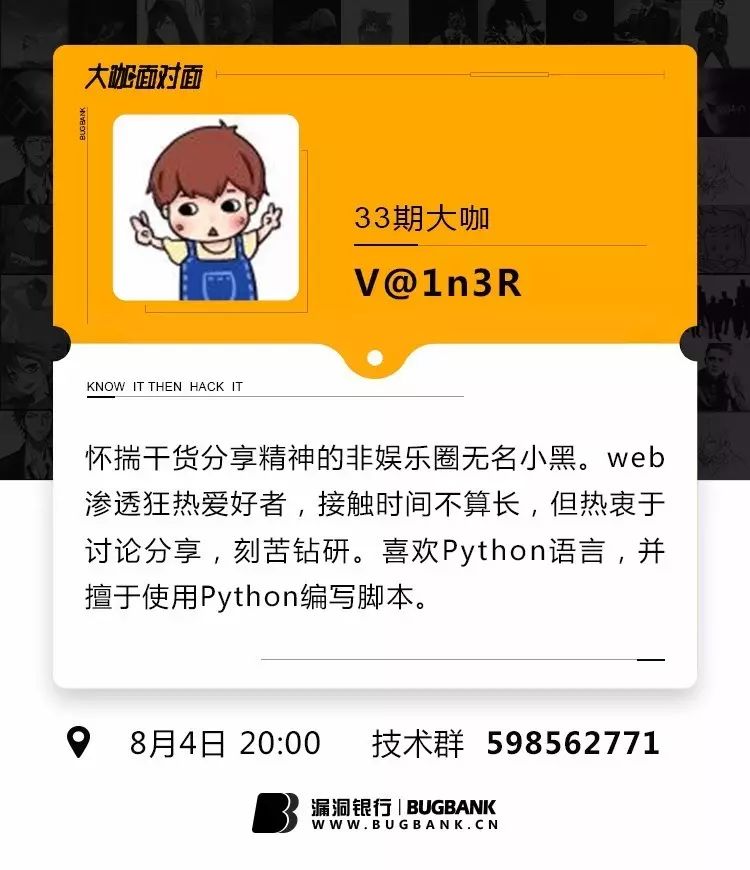 大咖面对面
BUGBANK
33期大咖
V@1n3R
KNOW IT THEN HACK IT
怀揣干货分享精神的非娱乐圈无名小黑。web
渗透狂热爱好者，接触时间不算长，但热衷于
讨论分享，刻苦钻研。喜欢Python语言，并
擅于使用Python编写脚本。
8月4日 20:00 技术群 598562771
漏洞银行 | BUGBANK
WWW.BUGBANK.CN